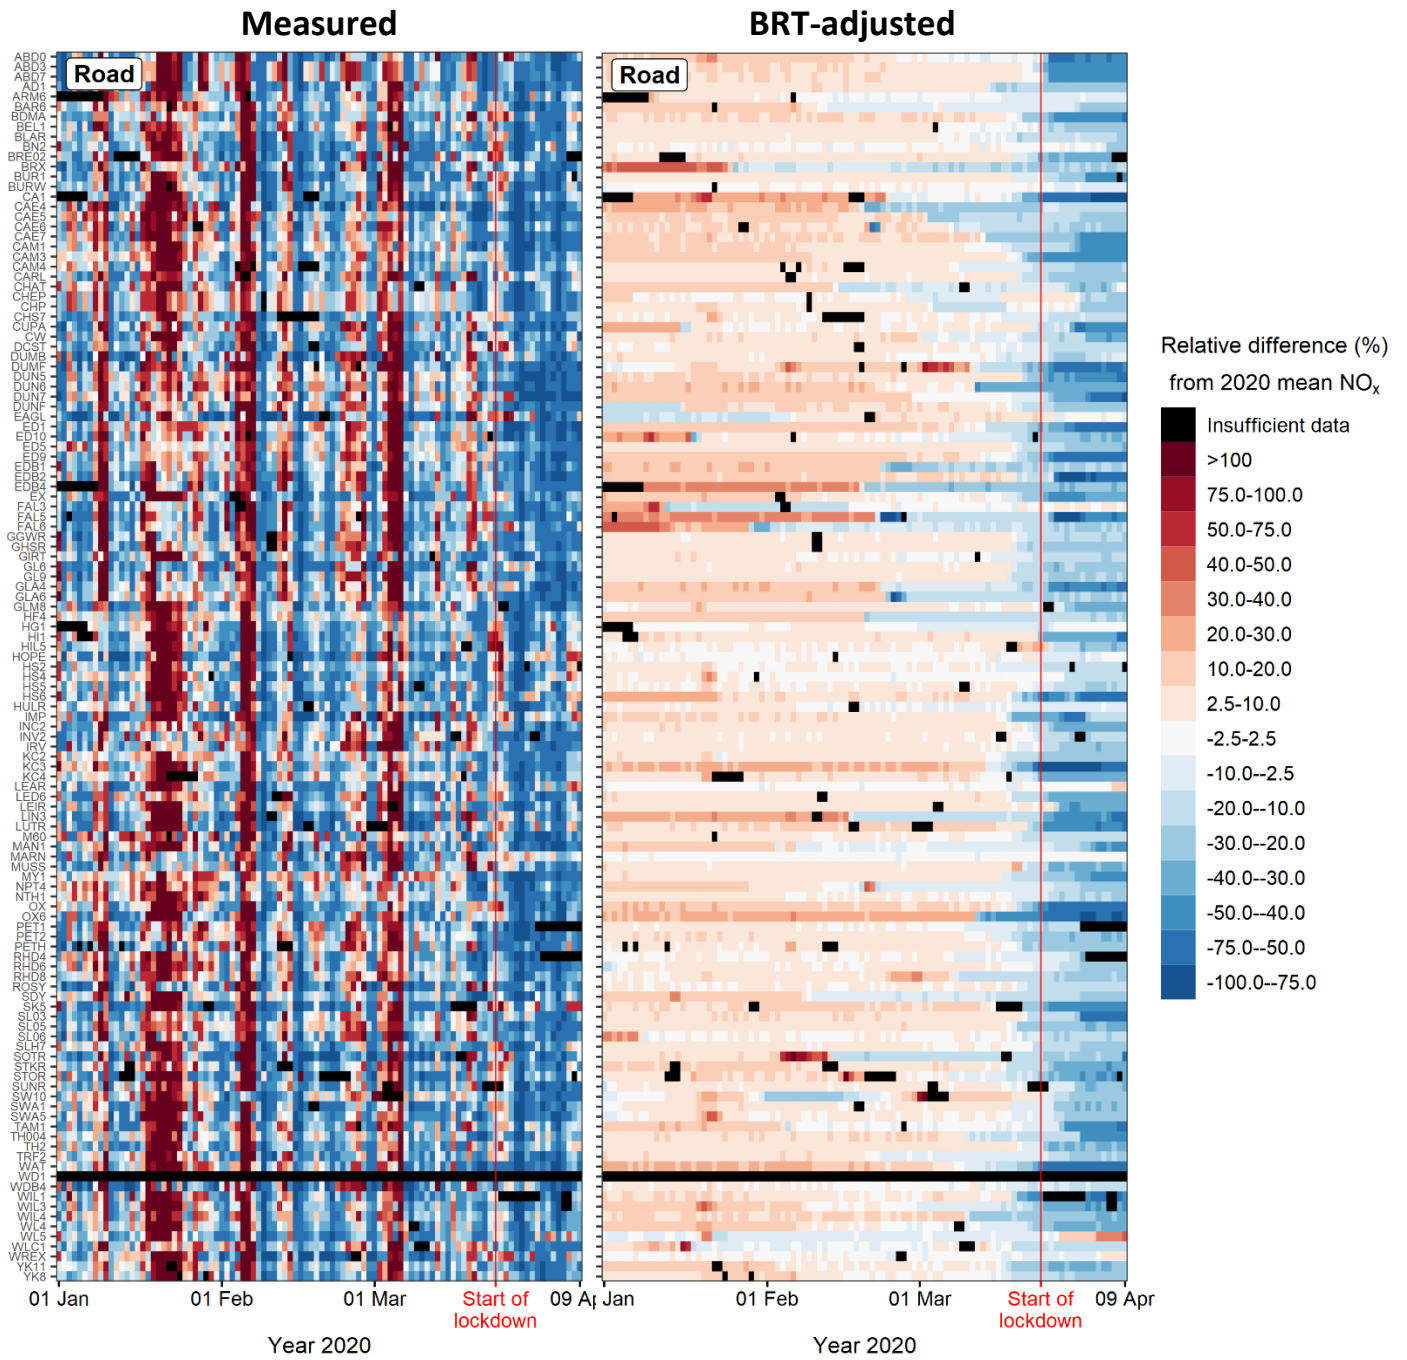 Measured
BRT-adjusted
Road
Road
ABD0
ABD3
ABD7
AD1
ARM6
BAR6
BDMA
BEL1
BLAR
BN2
BRE02
BRX
BUR1
BURW
CA1
CAE4
CAE5
CAE6
CAE7
CAM1
CAM3
CAM4
CARL
CHAT
CHEP
CHP
CHS7
CUPA
CW
DCST
DUMB
DUMF
DUN5
DUN6
DUN7
DUNF
EAGL
ED1
ED10
ED5
ED9
EDB1
EDB2
EDB4
EX
FAL3
FAL5
FAL6
GGWR
GHSR
GIRT
GL6
GL9
GLA4
GLA6
GLM8
HF4
HG1
HI1
HIL5
HOPE
HS2
HS4
HS5
HS6
HULR
IMP
INC2
INV2
IRV
KC2
KC3
KC4
LEAR
LED6
LEIR
LIN3
LUTR
M60
MAN1
MARN
MUSS
MY1
NPT4
NTH1
OX
OX6
PET1
PET2
PETH
RHD4
RHD6
RHD8
ROSY
SDY
SK5
SL03
SL05
SL06
SLH7
SOTR
STKR
STOR
SUNR
SW10
SWA1
SWA5
TAM1
TH004
TH2
TRF2
WAT
WD1
WDB4
WIL1
WIL3
WIL4
WL4
WL5
WLC1
WREX
YK11
YK8
01 Jan
01 Feb
01 Mar
Start of
lockdown
09 A
Jan
01 Feb
01 Mar
Start of
lockdown
09 Apr
Year 2020
Year 2020
Relative difference (%)
from 2020 mean NOₓ
Insufficient data
>100
75.0-100.0
50.0-75.0
40.0-50.0
30.0-40.0
20.0-30.0
10.0-20.0
2.5-10.0
-2.5-2.5
-10.0--2.5
-20.0--10.0
-30.0--20.0
-40.0--30.0
-50.0--40.0
-75.0--50.0
-100.0--75.0